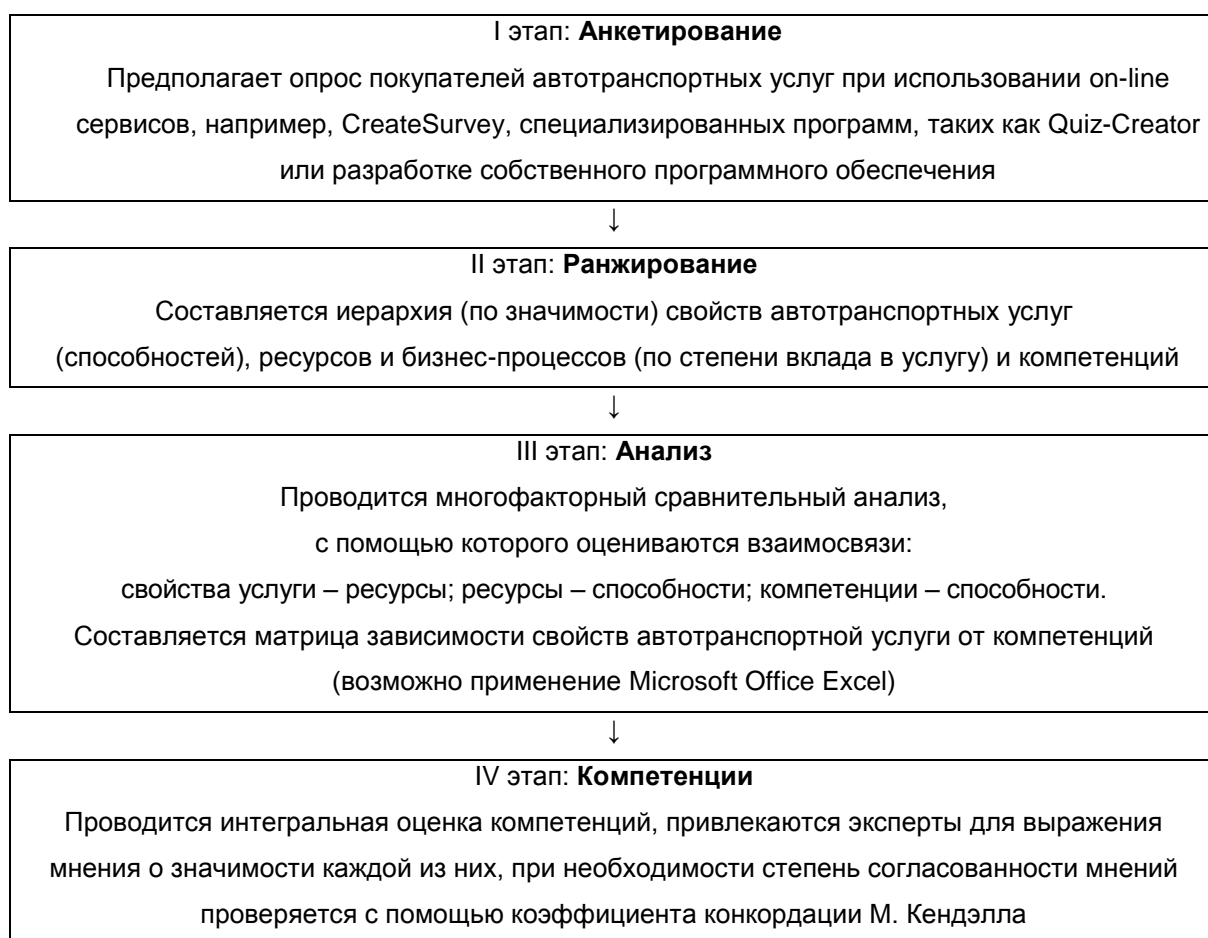 I этап: Анкетирование
Предполагает опрос покупателей автотранспортных услуг при использовании on-line
сервисов, например, CreateSurvey, специализированных программ, таких как Quiz-Creator
или разработке собственного программного обеспечения
↓
II этап: Ранжирование
Составляется иерархия (по значимости) свойств автотранспортных услуг
(способностей), ресурсов и бизнес-процессов (по степени вклада в услугу) и компетенций
↓
III этап: Анализ
Проводится многофакторный сравнительный анализ,
с помощью которого оцениваются взаимосвязи:
свойства услуги – ресурсы; ресурсы – способности; компетенции – способности.
Составляется матрица зависимости свойств автотранспортной услуги от компетенций
(возможно применение Microsoft Office Excel)
↓
IV этап: Компетенции
Проводится интегральная оценка компетенций, привлекаются эксперты для выражения
мнения о значимости каждой из них, при необходимости степень согласованности мнений
проверяется с помощью коэффициента конкордации М. Кендэлла